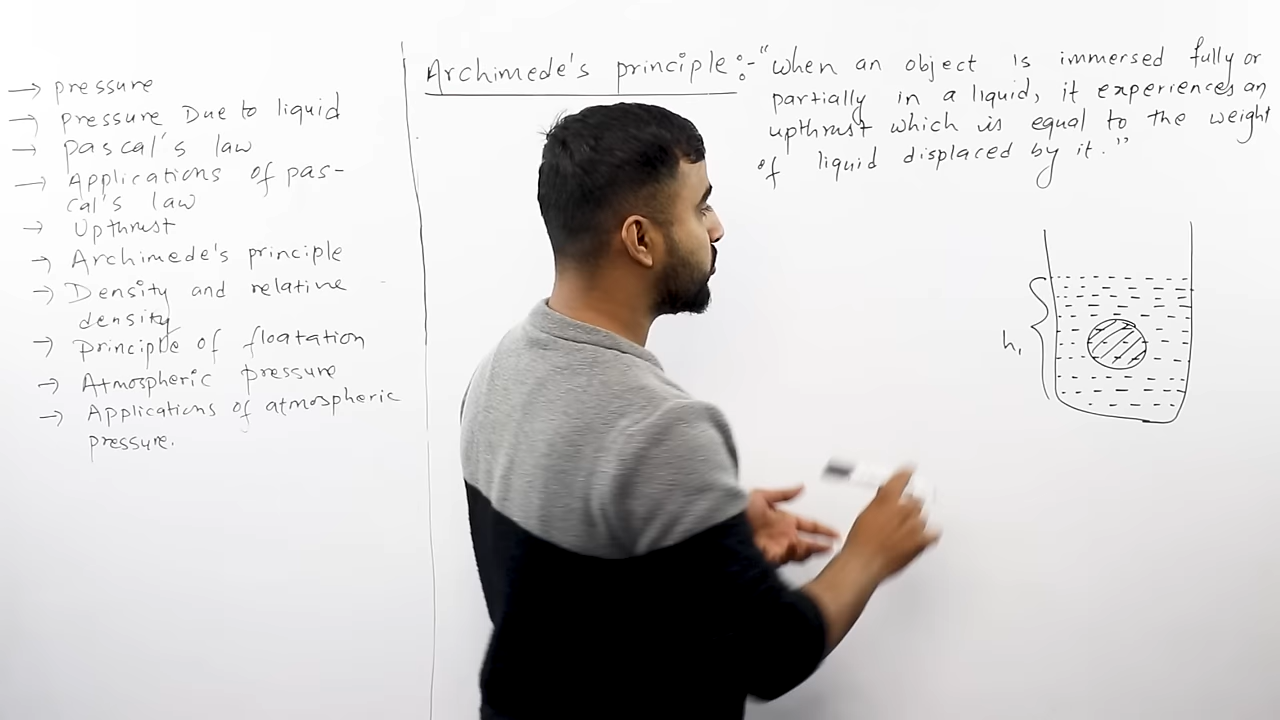 → pressure
→ pressure Due to liquid
→ pascal's law
→ Applications of pas-
cal's law
→ Upthrust
→ Archimede's principle
→ Density and relative
density
→ Principle of floatation
→ Atmospheric pressure
→ Applications of atmospheric
pressure.
Archimede's principle:- "when an object is immersed fully or
partially in a liquid, it experiences an
upthrust which is equal to the weight
of liquid displaced by it."
h₁